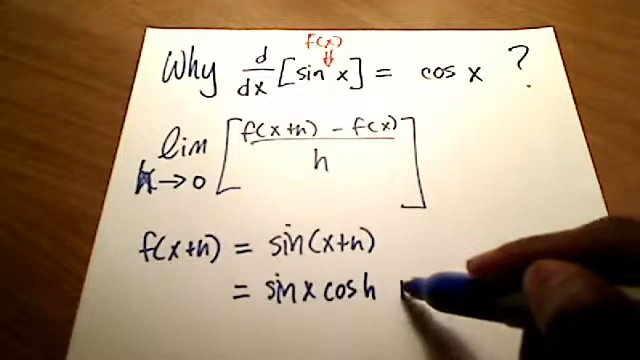 f(x)
Why d/dx [sin x] = cos x ?
lim h→0 [f(x+h) - f(x) / h]
f(x+h) = sin(x+h)
= sin x cos h